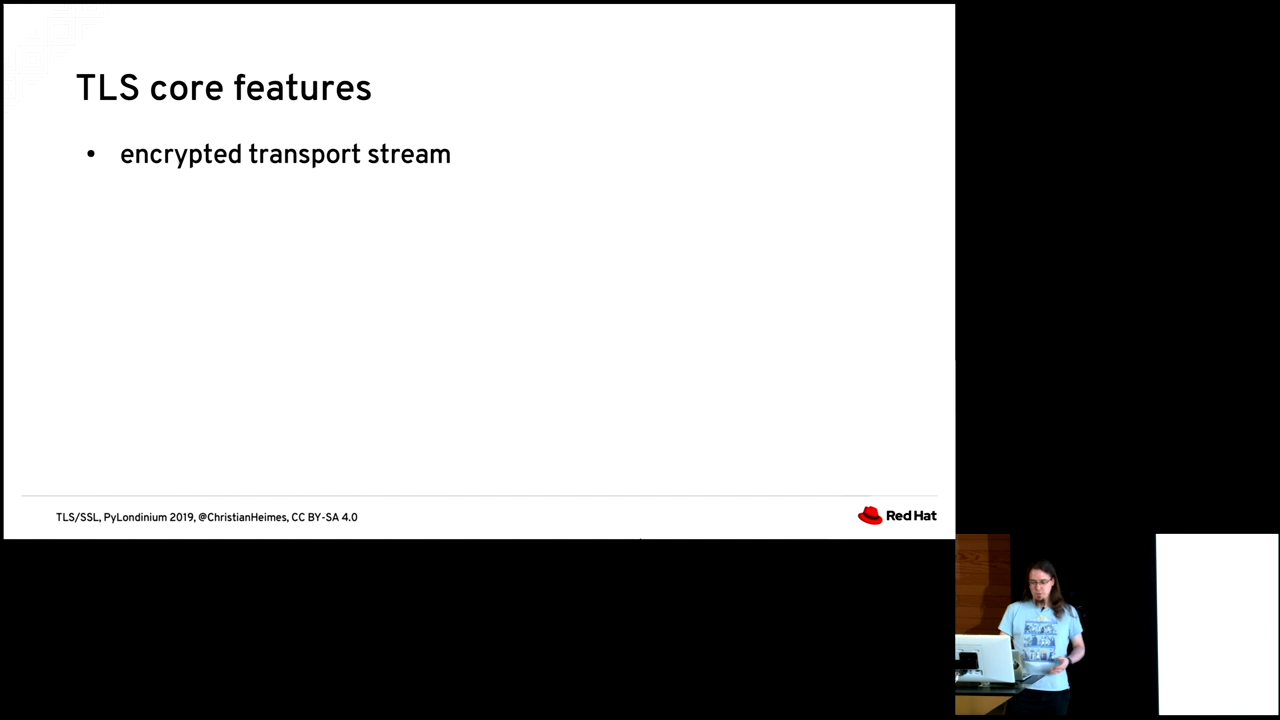 TLS core features
• encrypted transport stream
TLS/SSL, PyLondinium 2019, @ChristianHeimes, CC BY-SA 4.0
Red Hat